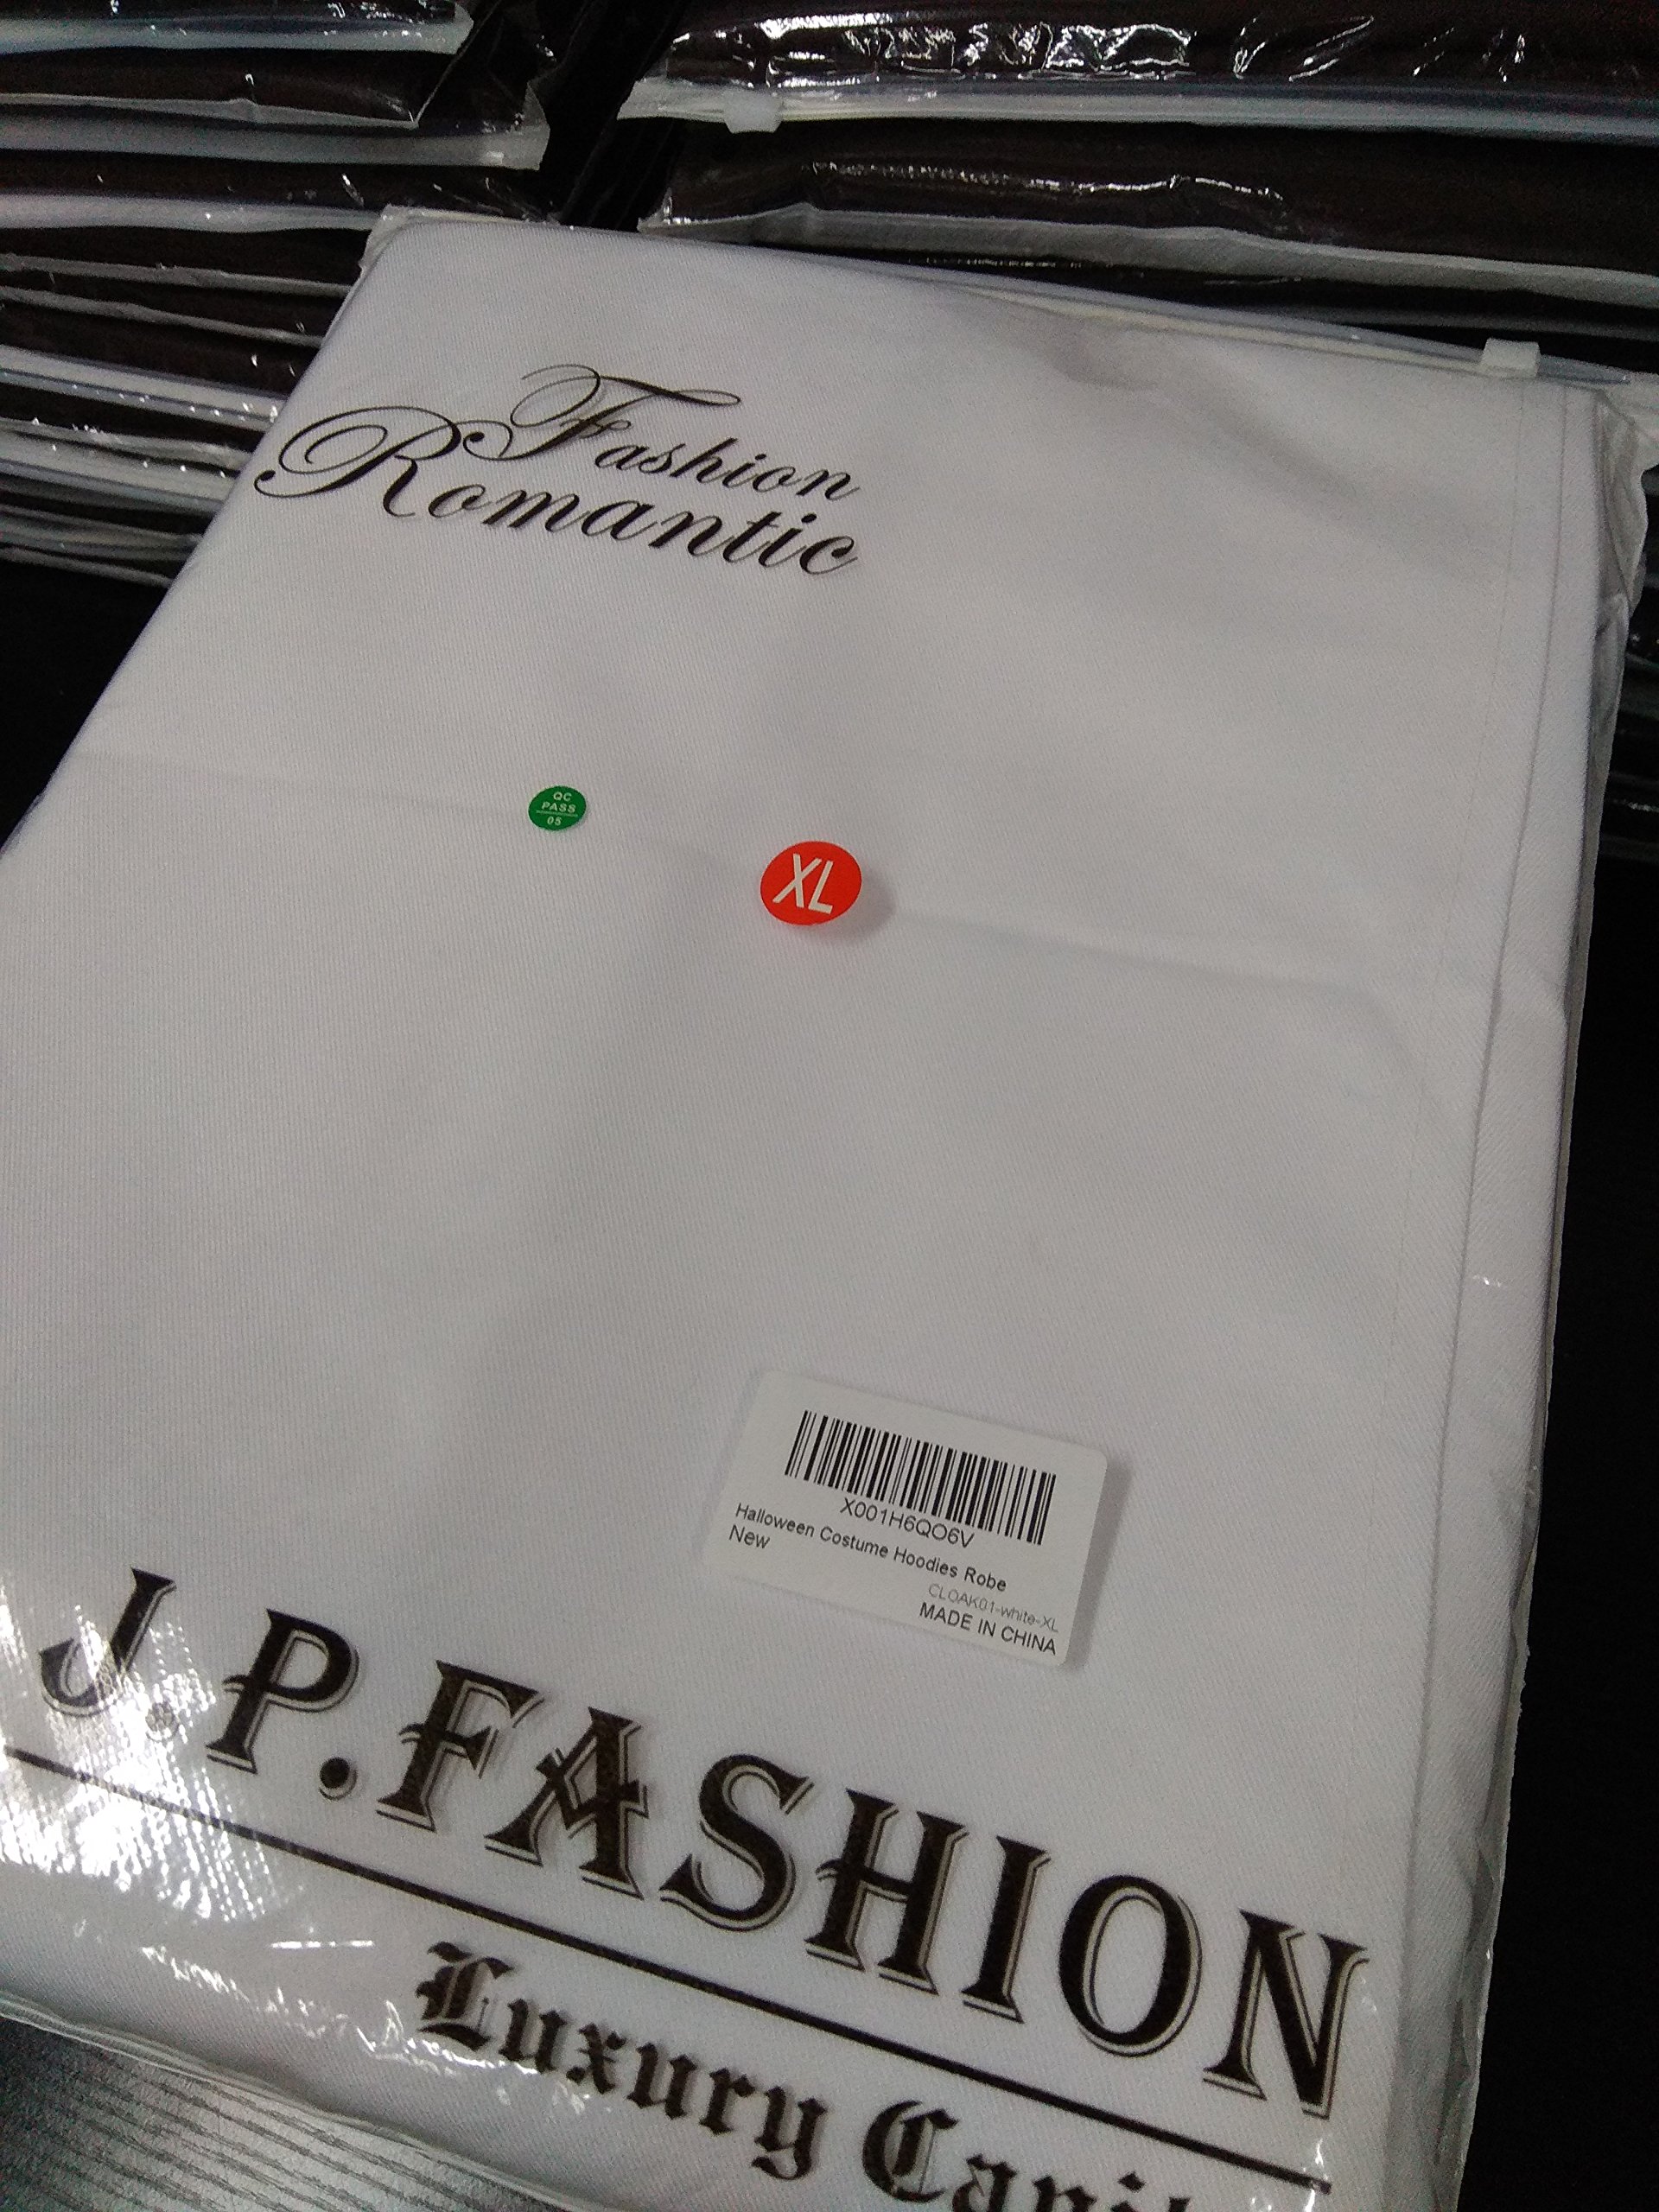 Fashion
Romantic
QC
PASS
05
XL
X001H6QO6V
Halloween Costume Hoodies Robe
New
CLOAK01-white-XL
MADE IN CHINA
J.P.FASHION
Luxury